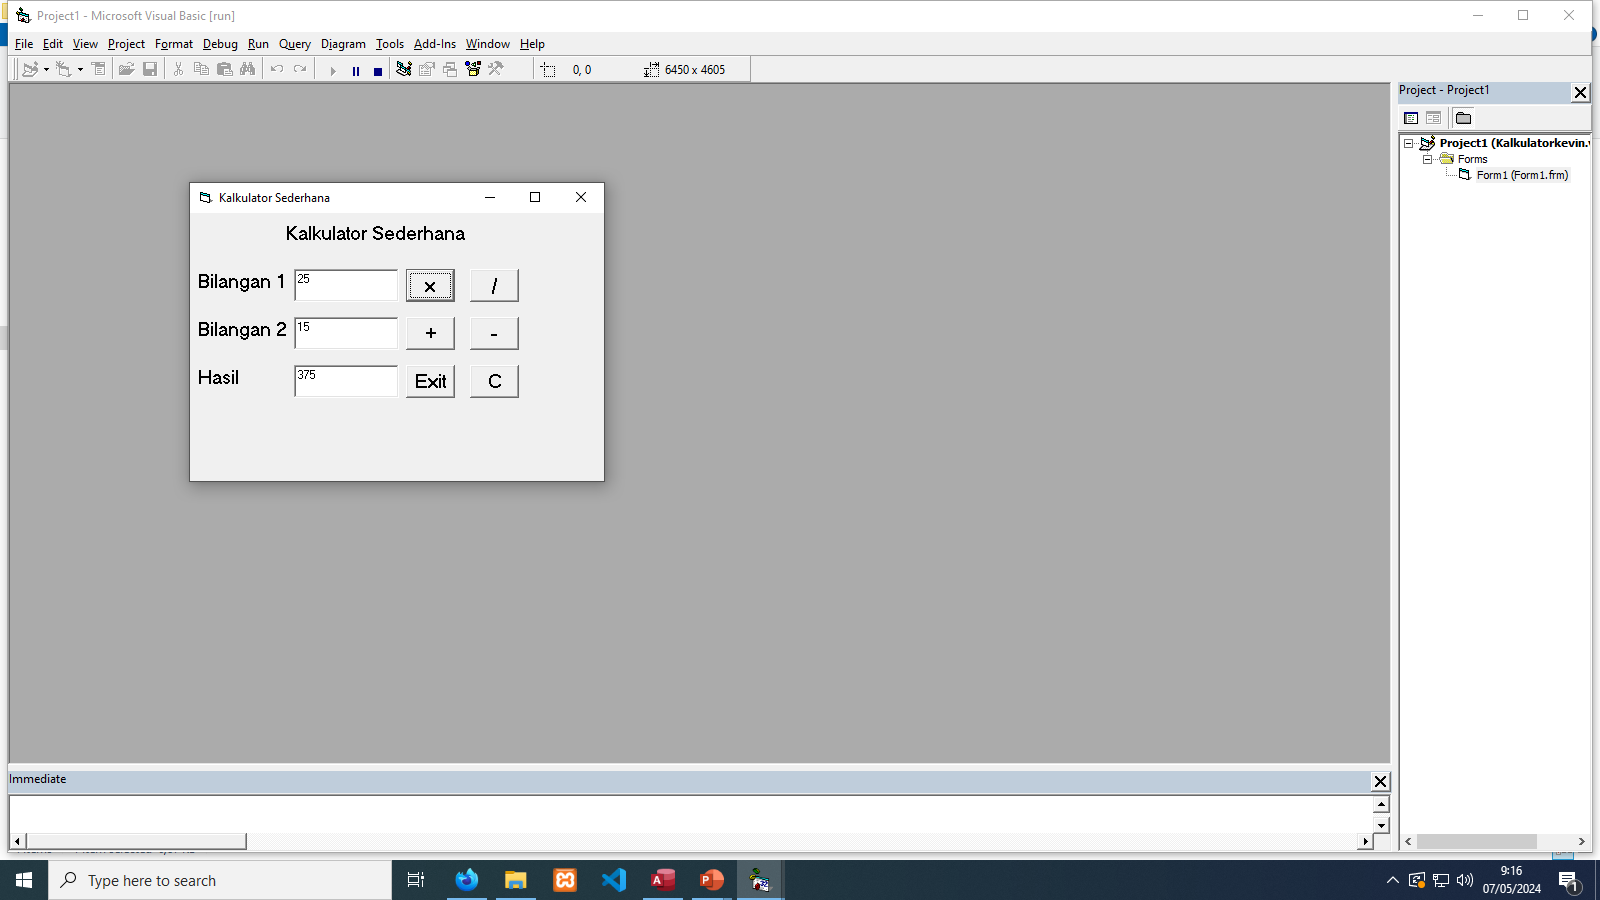 Project1 - Microsoft Visual Basic [run]
File Edit View Project Format Debug Run Query Diagram Tools Add-Ins Window Help
0, 0 6450 x 4605
Project - Project1
Project1 (Kalkulatorkevin.
Forms
Form1 (Form1.frm)
Kalkulator Sederhana
Kalkulator Sederhana
Bilangan 1 25 × /
Bilangan 2 15 + -
Hasil 375 Exit C
Immediate
Type here to search
9:16
07/05/2024
1